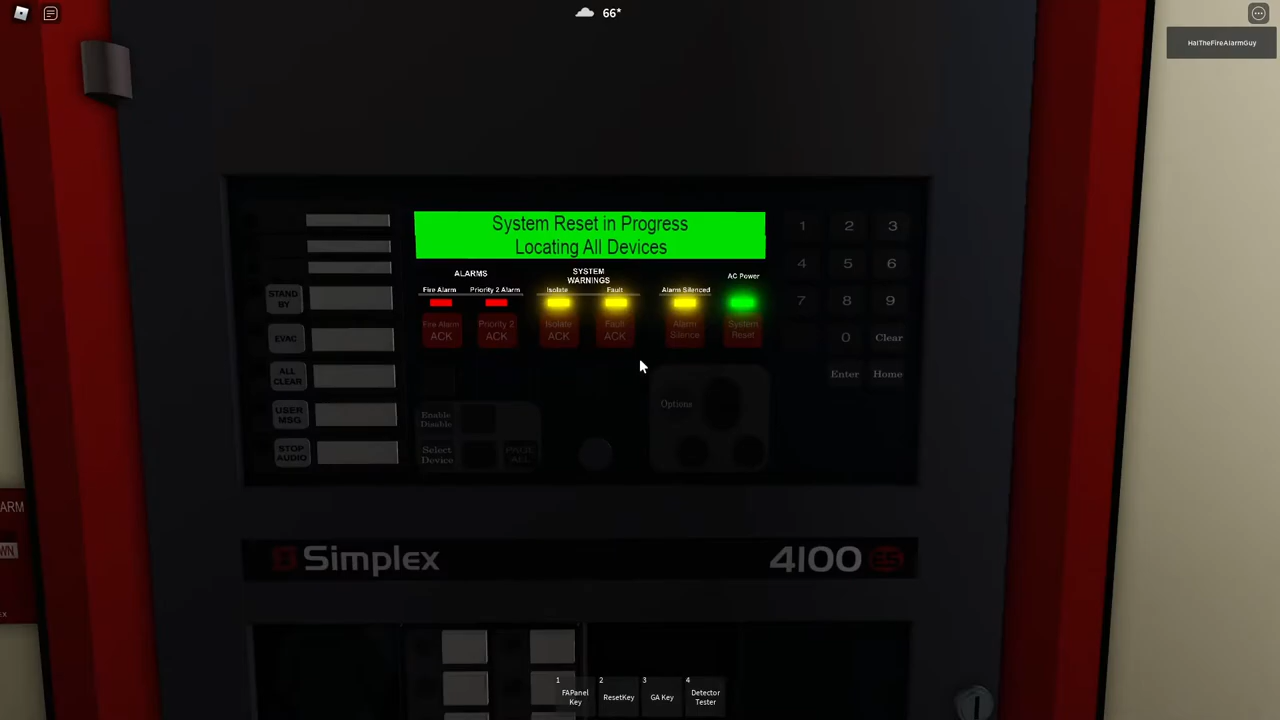 66*
HalTheFireAlarmGuy
System Reset in Progress
Locating All Devices
ALARMS
SYSTEM
WARNINGS
AC Power
Fire Alarm
Priority 2 Alarm
Isolate
Fault
Alarm Silenced
Fire Alarm
ACK
Priority 2
ACK
Isolate
ACK
Fault
ACK
Alarm
Silence
System
Reset
STAND
BY
EVAC
ALL
CLEAR
USER
MSG
STOP
AUDIO
1 2 3
4 5 6
7 8 9
0 Clear
Enter Home
Enable
Disable
Select
Device
Options
ARM
WN
Simplex
4100 ES
1 FAPanel
Key
2 ResetKey
3 GA Key
4 Detector
Tester